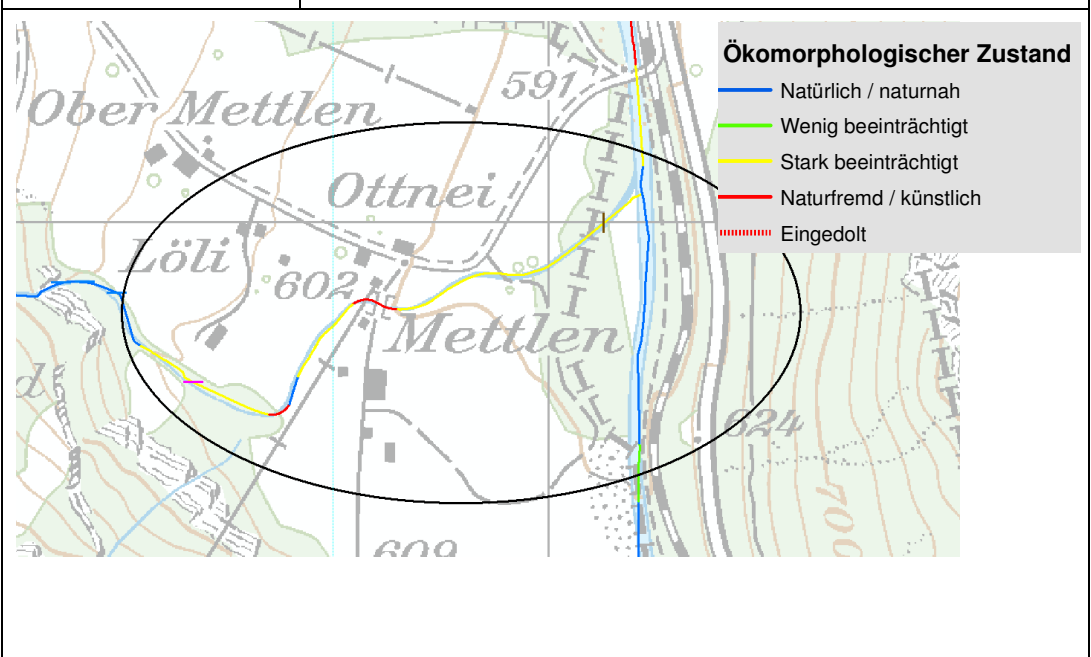 Ökomorphologischer Zustand
Natürlich / naturnah
Wenig beeinträchtigt
Stark beeinträchtigt
Naturfremd / künstlich
Eingedolt
591
Ober Mettlen
Ottnei
Löli
602
Mettlen
d
624
700
609